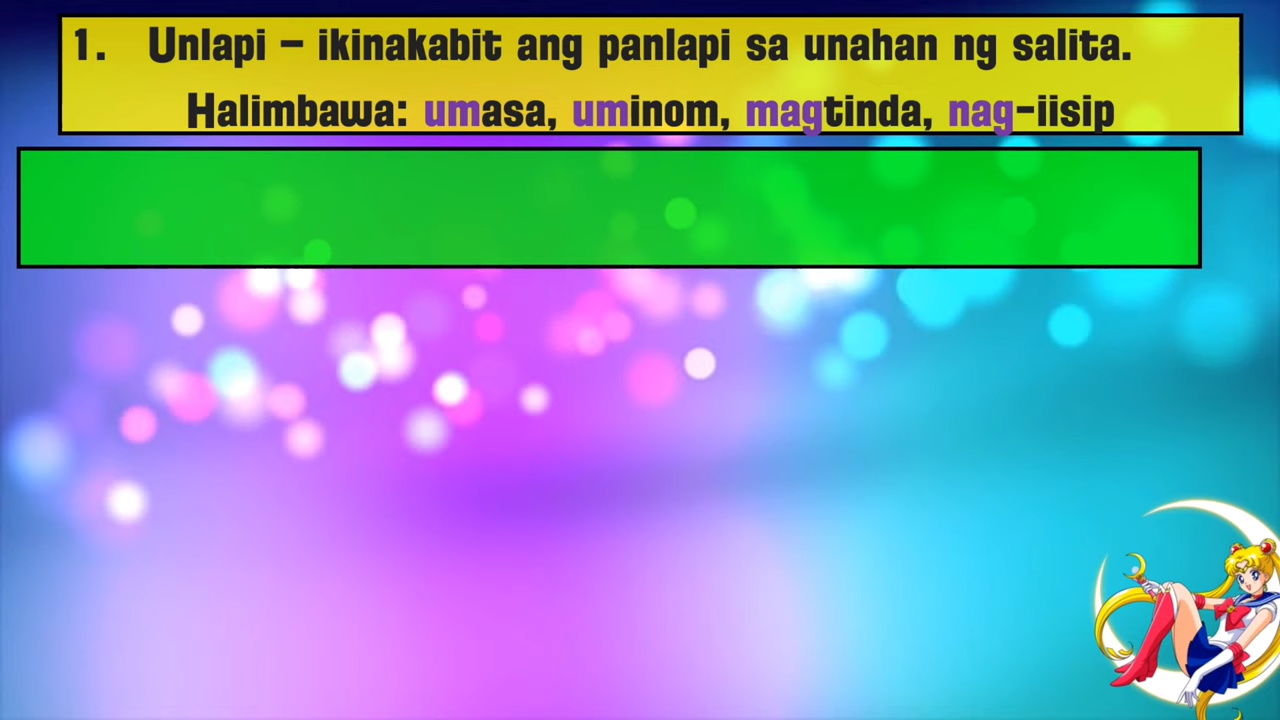 1. Unlapi – ikinakabit ang panlapi sa unahan ng salita.
Halimbawa: umasa, uminom, magtinda, nag-iisip